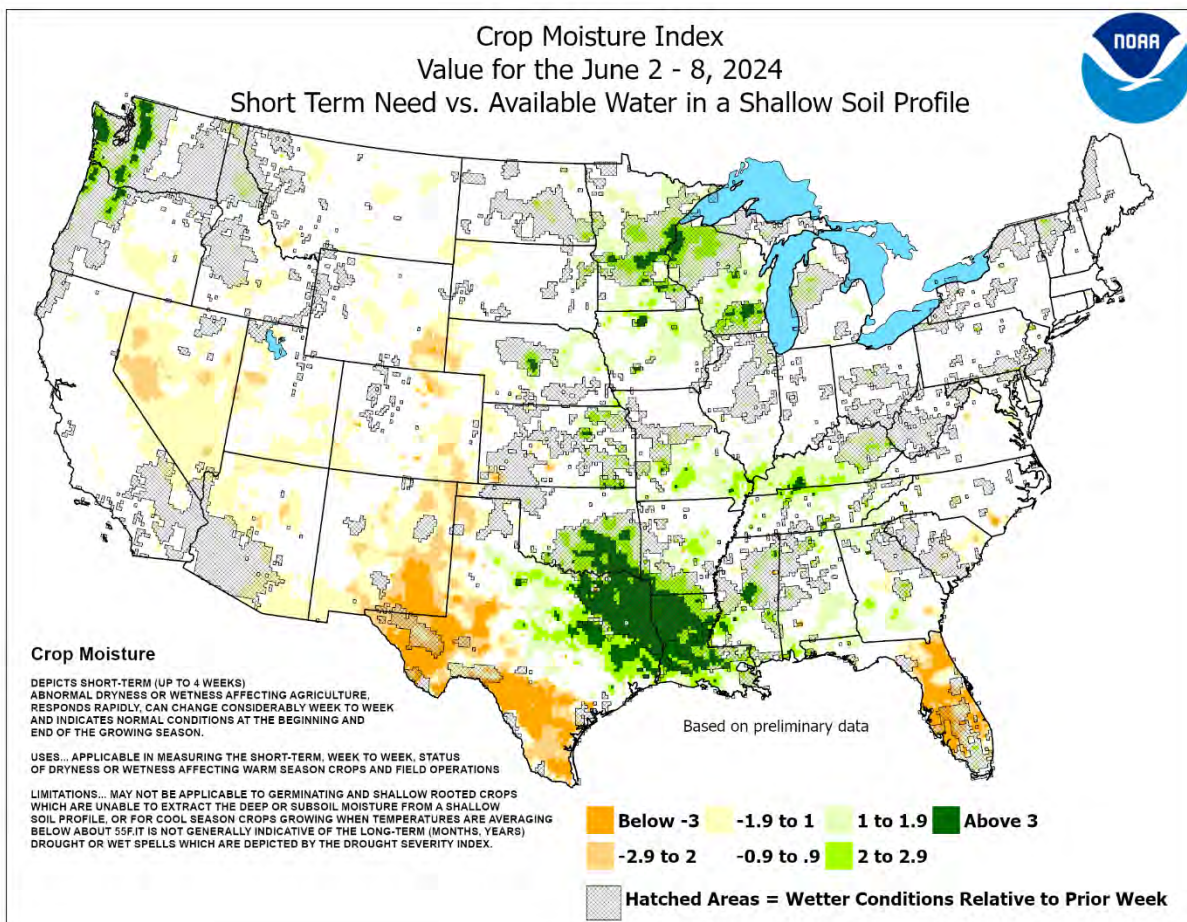 Crop Moisture Index
Value for the June 2 - 8, 2024
Short Term Need vs. Available Water in a Shallow Soil Profile
NOAA
Crop Moisture
DEPICTS SHORT-TERM (UP TO 4 WEEKS)
ABNORMAL DRYNESS OR WETNESS AFFECTING AGRICULTURE,
RESPONDS RAPIDLY, CAN CHANGE CONSIDERABLY WEEK TO WEEK
AND INDICATES NORMAL CONDITIONS AT THE BEGINNING AND
END OF THE GROWING SEASON.
USES... APPLICABLE IN MEASURING THE SHORT-TERM, WEEK TO WEEK, STATUS
OF DRYNESS OR WETNESS AFFECTING WARM SEASON CROPS AND FIELD OPERATIONS
LIMITATIONS... MAY NOT BE APPLICABLE TO GERMINATING AND SHALLOW ROOTED CROPS
WHICH ARE UNABLE TO EXTRACT THE DEEP OR SUBSOIL MOISTURE FROM A SHALLOW
SOIL PROFILE, OR FOR COOL SEASON CROPS GROWING WHEN TEMPERATURES ARE AVERAGING
BELOW ABOUT 55F.IT IS NOT GENERALLY INDICATIVE OF THE LONG-TERM (MONTHS, YEARS)
DROUGHT OR WET SPELLS WHICH ARE DEPICTED BY THE DROUGHT SEVERITY INDEX.
Based on preliminary data
Below -3 -1.9 to 1 1 to 1.9 Above 3
-2.9 to 2 -0.9 to .9 2 to 2.9
Hatched Areas = Wetter Conditions Relative to Prior Week